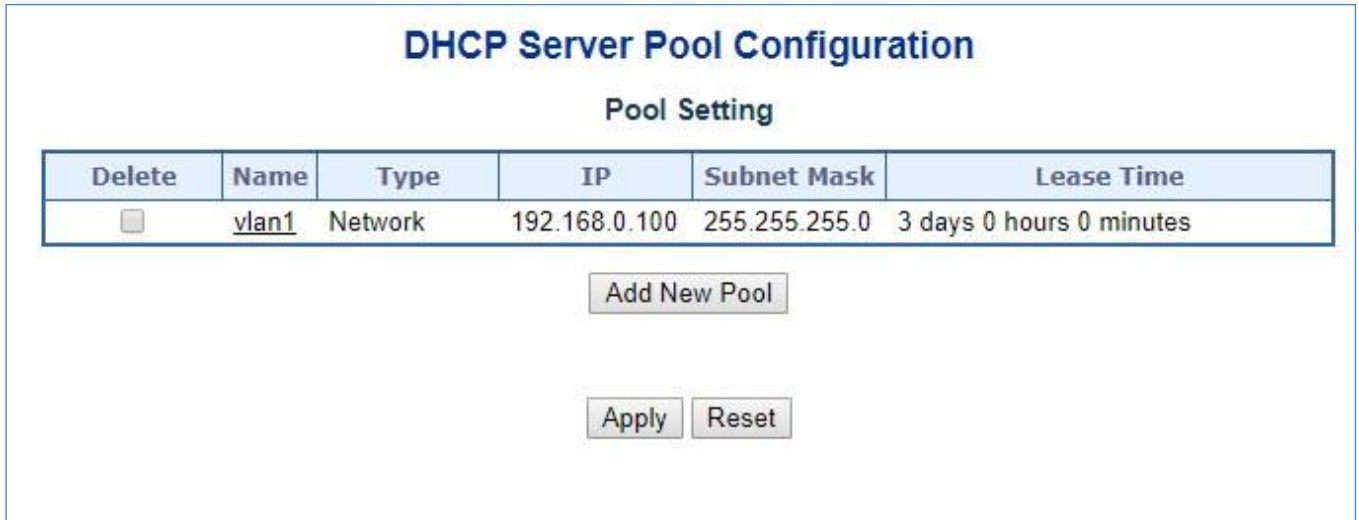 DHCP Server Pool Configuration
Pool Setting
Delete Name Type IP Subnet Mask Lease Time
vlan1 Network 192.168.0.100 255.255.255.0 3 days 0 hours 0 minutes
Add New Pool
Apply Reset